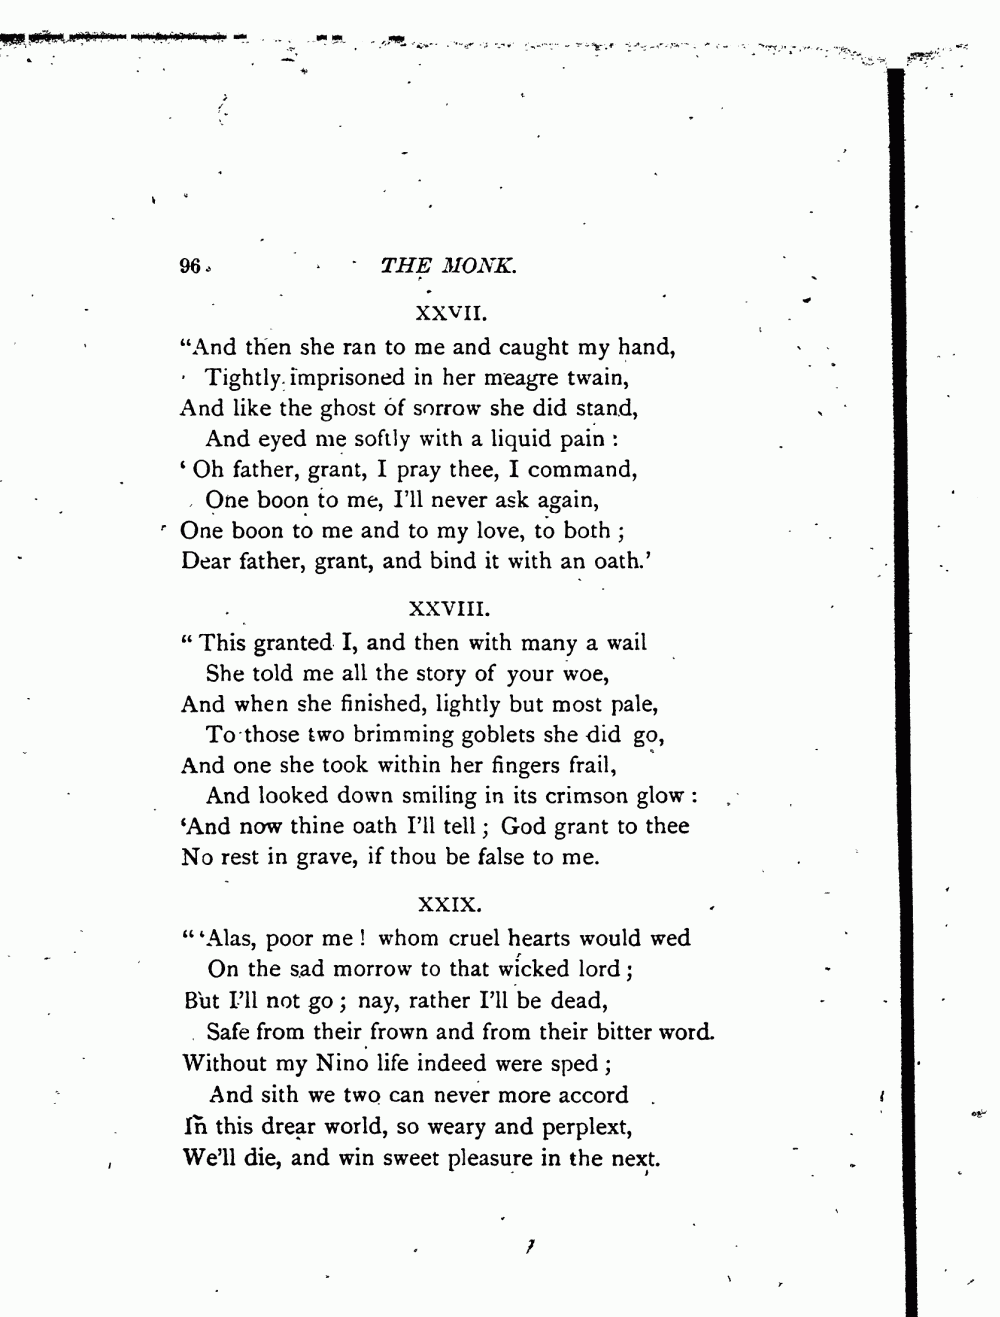 96
THE MONK.
XXVII.
“And then she ran to me and caught my hand,
Tightly imprisoned in her meagre twain,
And like the ghost of sorrow she did stand,
And eyed me softly with a liquid pain :
‘ Oh father, grant, I pray thee, I command,
One boon to me, I’ll never ask again,
One boon to me and to my love, to both ;
Dear father, grant, and bind it with an oath.’
XXVIII.
“ This granted I, and then with many a wail
She told me all the story of your woe,
And when she finished, lightly but most pale,
To those two brimming goblets she did go,
And one she took within her fingers frail,
And looked down smiling in its crimson glow :
‘And now thine oath I’ll tell ; God grant to thee
No rest in grave, if thou be false to me.
XXIX.
“ ‘Alas, poor me ! whom cruel hearts would wed
On the sad morrow to that wicked lord ;
But I’ll not go ; nay, rather I’ll be dead,
Safe from their frown and from their bitter word.
Without my Nino life indeed were sped ;
And sith we two can never more accord
In this drear world, so weary and perplext,
We’ll die, and win sweet pleasure in the next.